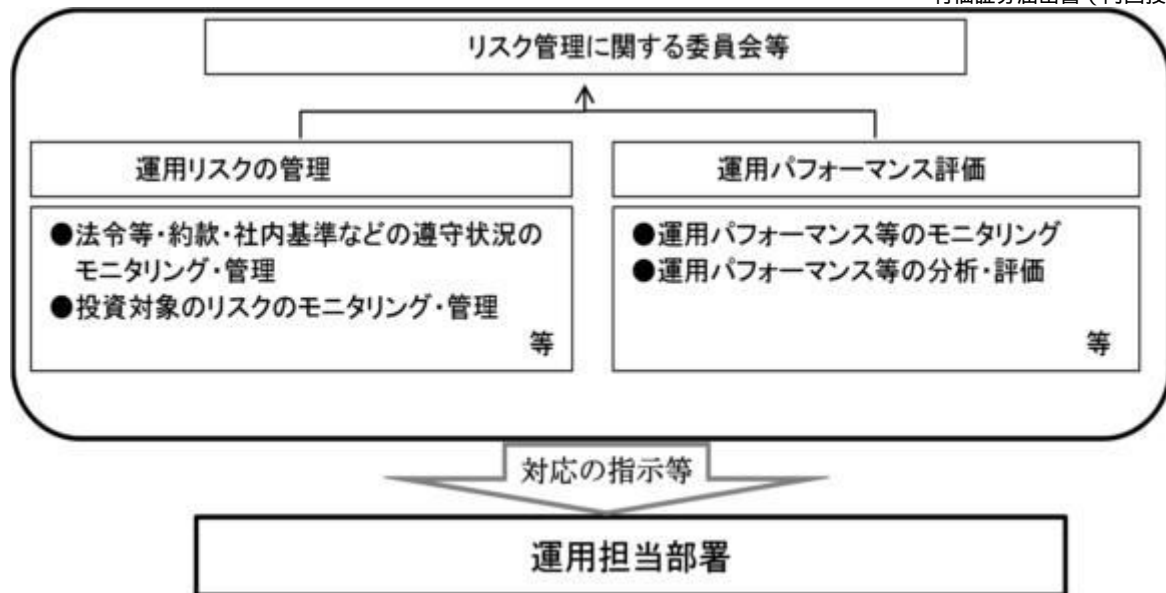 リスク管理に関する委員会等
運用リスクの管理
●法令等・約款・社内基準などの遵守状況の
モニタリング・管理
●投資対象のリスクのモニタリング・管理
等
運用パフォーマンス評価
●運用パフォーマンス等のモニタリング
●運用パフォーマンス等の分析・評価
等
対応の指示等
運用担当部署